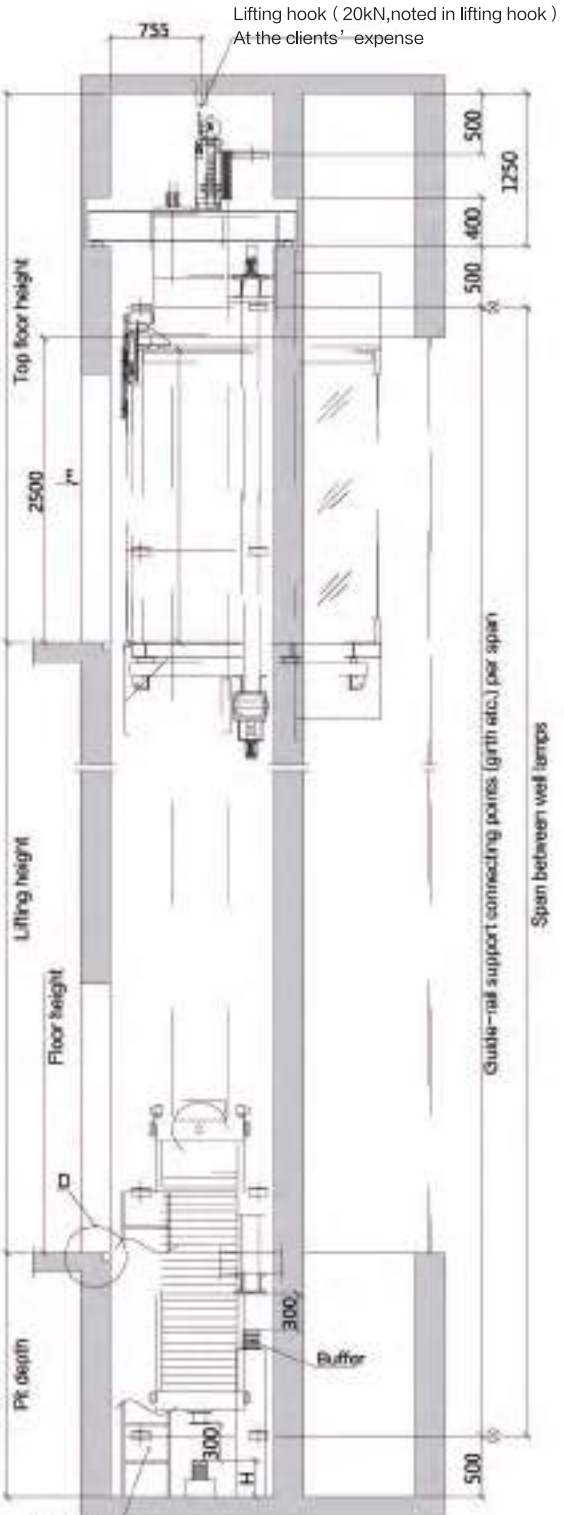 Lifting hook ( 20kN,noted in lifting hook )
At the clients' expense
755
500
1250
400
500
Top floor height
2500
Lifting height
Floor height
Guide-rail support connecting points (girth etc.) per span
Span between well lamps
D
300
Buffer
Pit depth
300
H
500